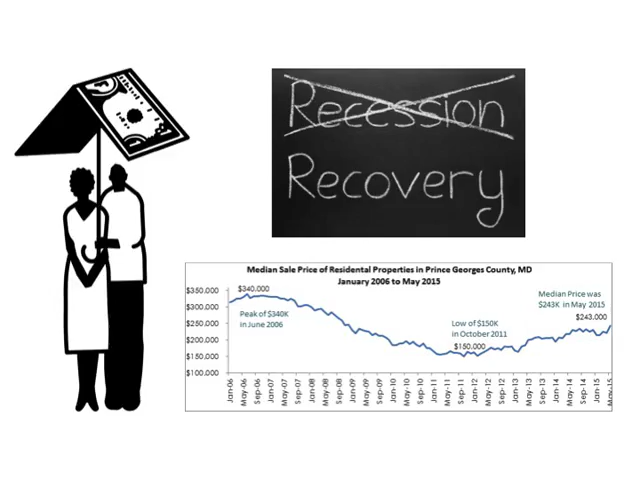 Recession
Recovery
Median Sale Price of Residental Properties in Prince Georges County, MD
January 2006 to May 2015
$350.000
$300.000
$250.000
$200.000
$150.000
$100.000
$340.000
Peak of $340K
in June 2006
Low of $150K
in October 2011
$150.000
Median Price was
$243K in May 2015
$243.000
Jan-06
May-06
Sep-06
Jan-07
May-07
Sep-07
Jan-08
May-08
Sep-08
Jan-09
May-09
Sep-09
Jan-10
May-10
Sep-10
Jan-11
May-11
Sep-11
Jan-12
May-12
Sep-12
Jan-13
May-13
Sep-13
Jan-14
May-14
Sep-14
Jan-15
May-15